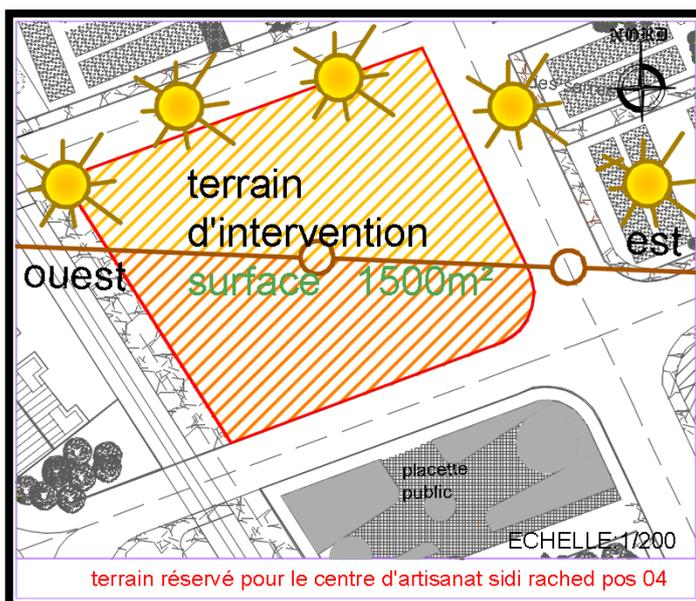 NORD
terrain
d'intervention
est
ouest
surface 1500m²
placette
public
ECHELLE:1/200
terrain réservé pour le centre d'artisanat sidi rached pos 04